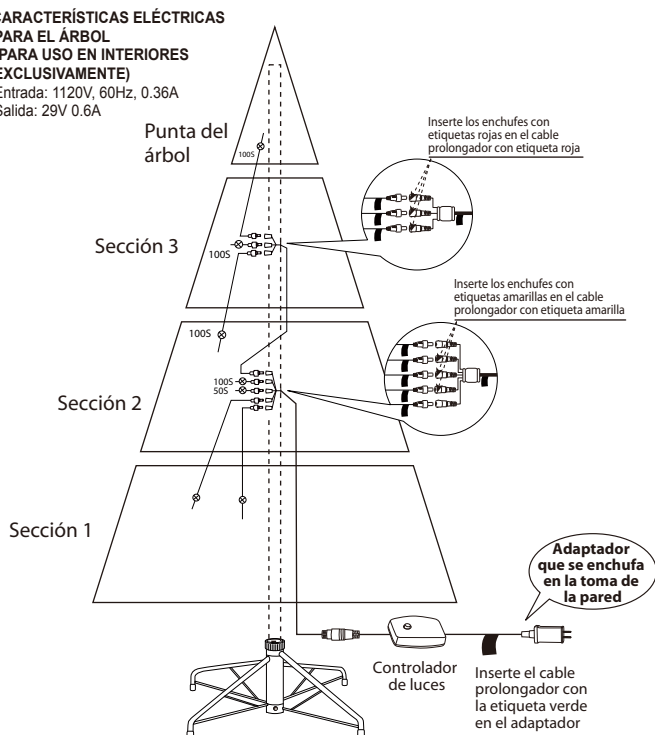 CARACTERÍSTICAS ELÉCTRICAS
PARA EL ÁRBOL
PARA USO EN INTERIORES
EXCLUSIVAMENTE)
Entrada: 1120V, 60Hz, 0.36A
Salida: 29V 0.6A
Punta del
árbol
100S
Inserte los enchufes con
etiquetas rojas en el cable
prolongador con etiqueta roja
Sección 3
100S
Inserte los enchufes con
etiquetas amarillas en el cable
prolongador con etiqueta amarilla
100S
100S
50S
Sección 2
Sección 1
Adaptador
que se enchufa
en la toma de
la pared
Controlador
de luces
Inserte el cable
prolongador con
la etiqueta verde
en el adaptador